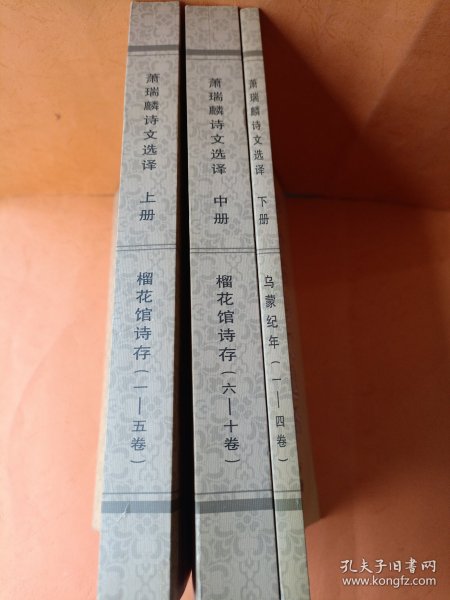 萧瑞麟诗文选译 上册
榴花馆诗存(一—五卷)
萧瑞麟诗文选译 中册
榴花馆诗存(六—十卷)
萧瑞麟诗文选译 下册
乌蒙纪年(一—四卷)
孔夫子旧书网
www.kongfz.com